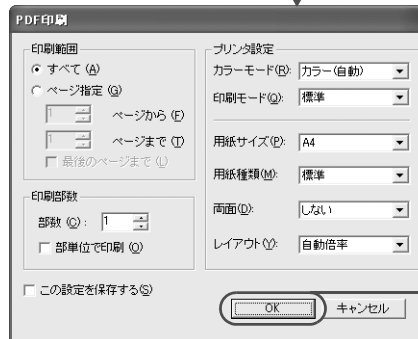 PDF印刷
印刷範囲
すべて (A)
ページ指定 (G)
1 ページから (F)
1 ページまで (T)
最後のページまで (L)
印刷部数
部数 (C): 1
部単位で印刷 (O)
この設定を保存する(S)
プリンタ設定
カラーモード(R): カラー(自動)
印刷モード(Q): 標準
用紙サイズ(P): A4
用紙種類(M): 標準
両面(D): しない
レイアウト(Y): 自動倍率
OK キャンセル